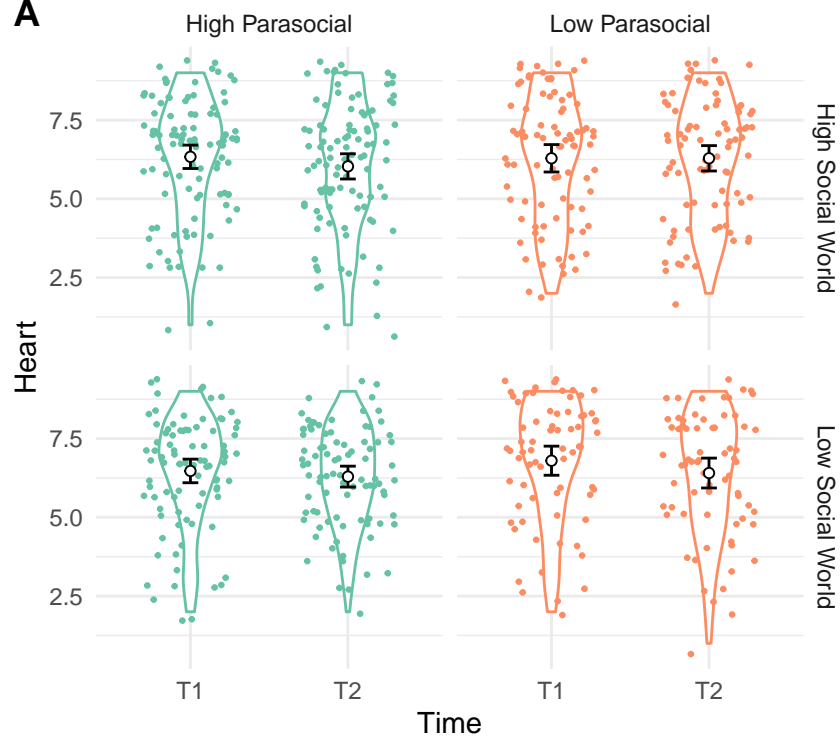 A
High Parasocial
Low Parasocial
7.5
5.0
2.5
High Social World
Heart
7.5
5.0
2.5
Low Social World
T1
T2
T1
T2
Time